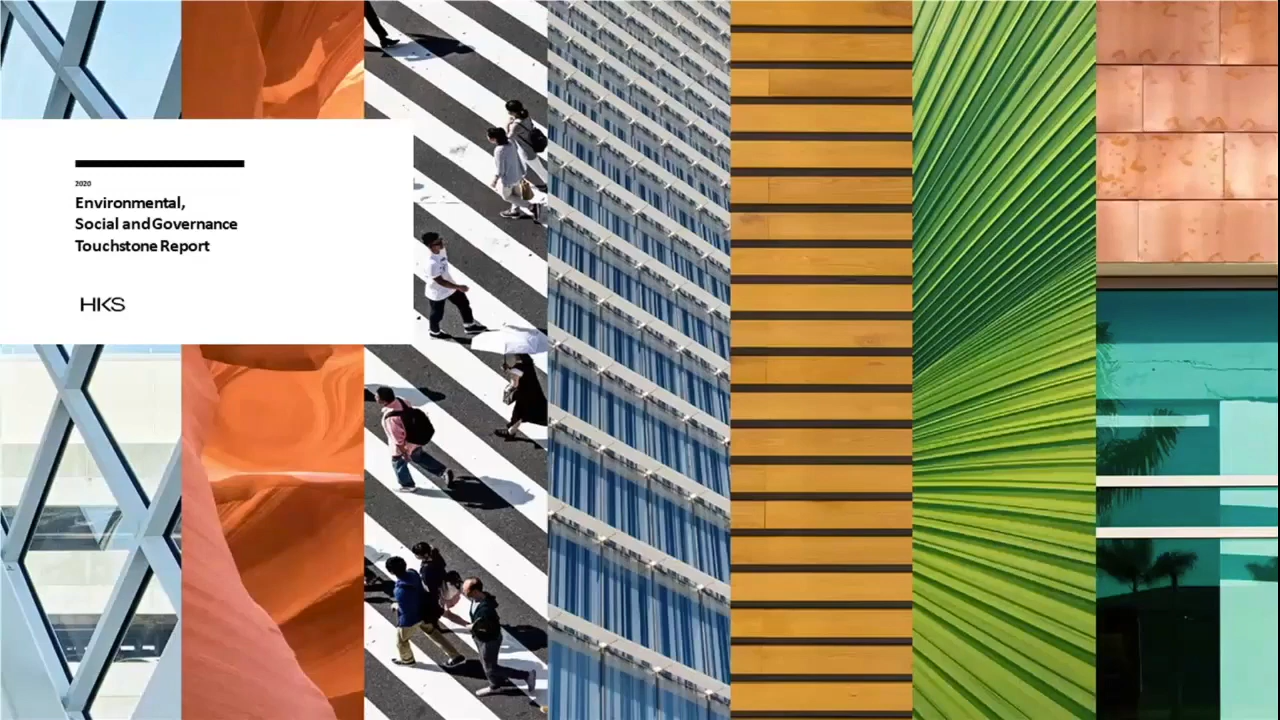 2020
Environmental,
Social and Governance
Touchstone Report
HKS